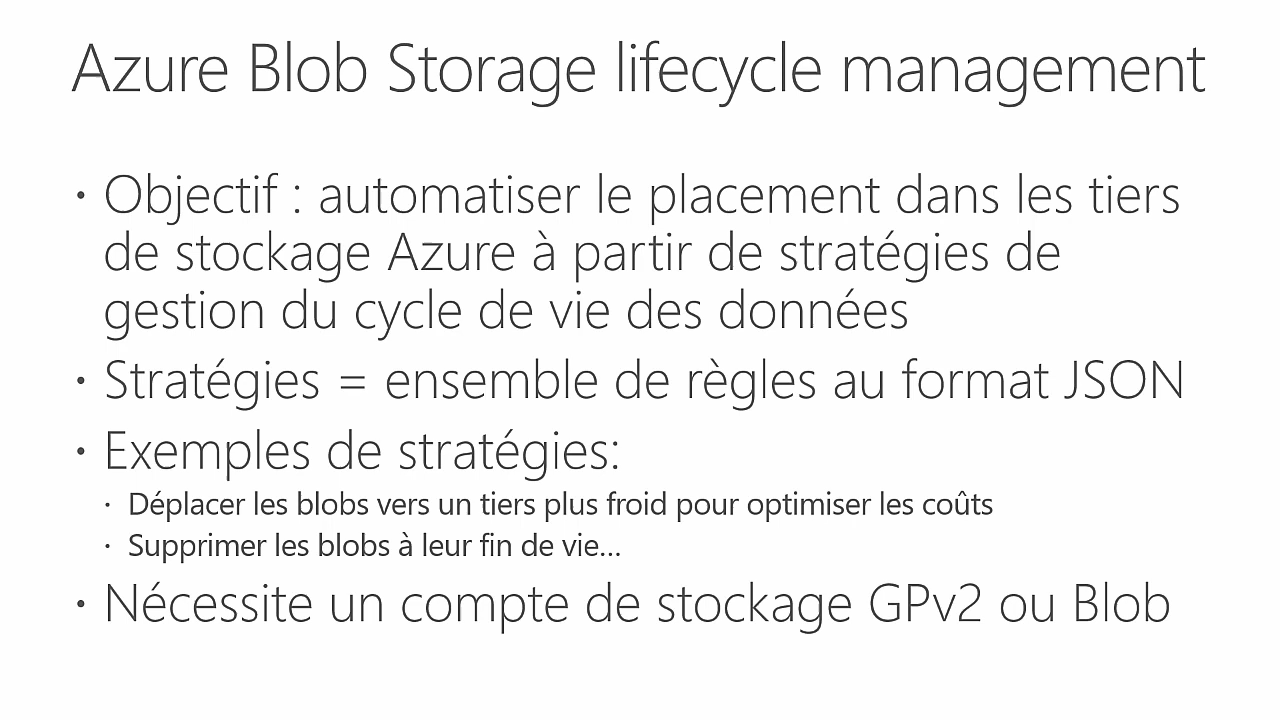 Azure Blob Storage lifecycle management
• Objectif : automatiser le placement dans les tiers
de stockage Azure à partir de stratégies de
gestion du cycle de vie des données
• Stratégies = ensemble de règles au format JSON
• Exemples de stratégies:
• Déplacer les blobs vers un tiers plus froid pour optimiser les coûts
• Supprimer les blobs à leur fin de vie...
• Nécessite un compte de stockage GPv2 ou Blob